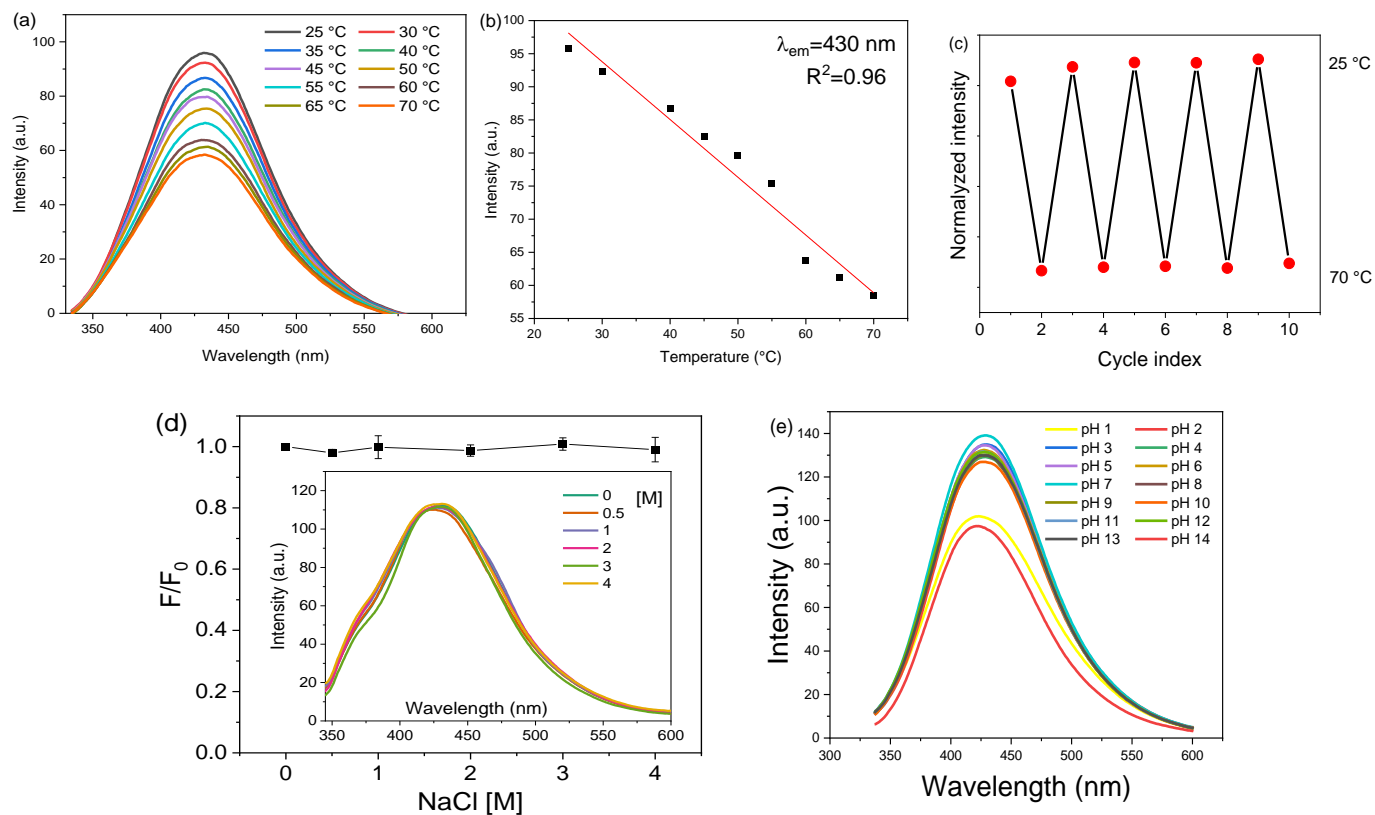 (a)
25 °C 30 °C
35 °C 40 °C
45 °C 50 °C
55 °C 60 °C
65 °C 70 °C
Intensity (a.u.)
100
80
60
40
20
0
350 400 450 500 550 600
Wavelength (nm)
(b)
λem=430 nm
R2=0.96
Intensity (a.u.)
100
95
90
85
80
75
70
65
60
55
20 30 40 50 60 70
Temperature (°C)
(c)
Normalized intensity
25 °C
70 °C
0 2 4 6 8 10
Cycle index
(d)
F/F0
1.0
0.8
0.6
0.4
0.2
0.0
0 1 2 3 4
NaCl [M]
[M]
0
0.5
1
2
3
4
Intensity (a.u.)
120
100
80
60
40
20
0
350 400 450 500 550 600
Wavelength (nm)
(e)
pH 1 pH 2
pH 3 pH 4
pH 5 pH 6
pH 7 pH 8
pH 9 pH 10
pH 11 pH 12
pH 13 pH 14
Intensity (a.u.)
140
120
100
80
60
40
20
0
300 350 400 450 500 550 600
Wavelength (nm)